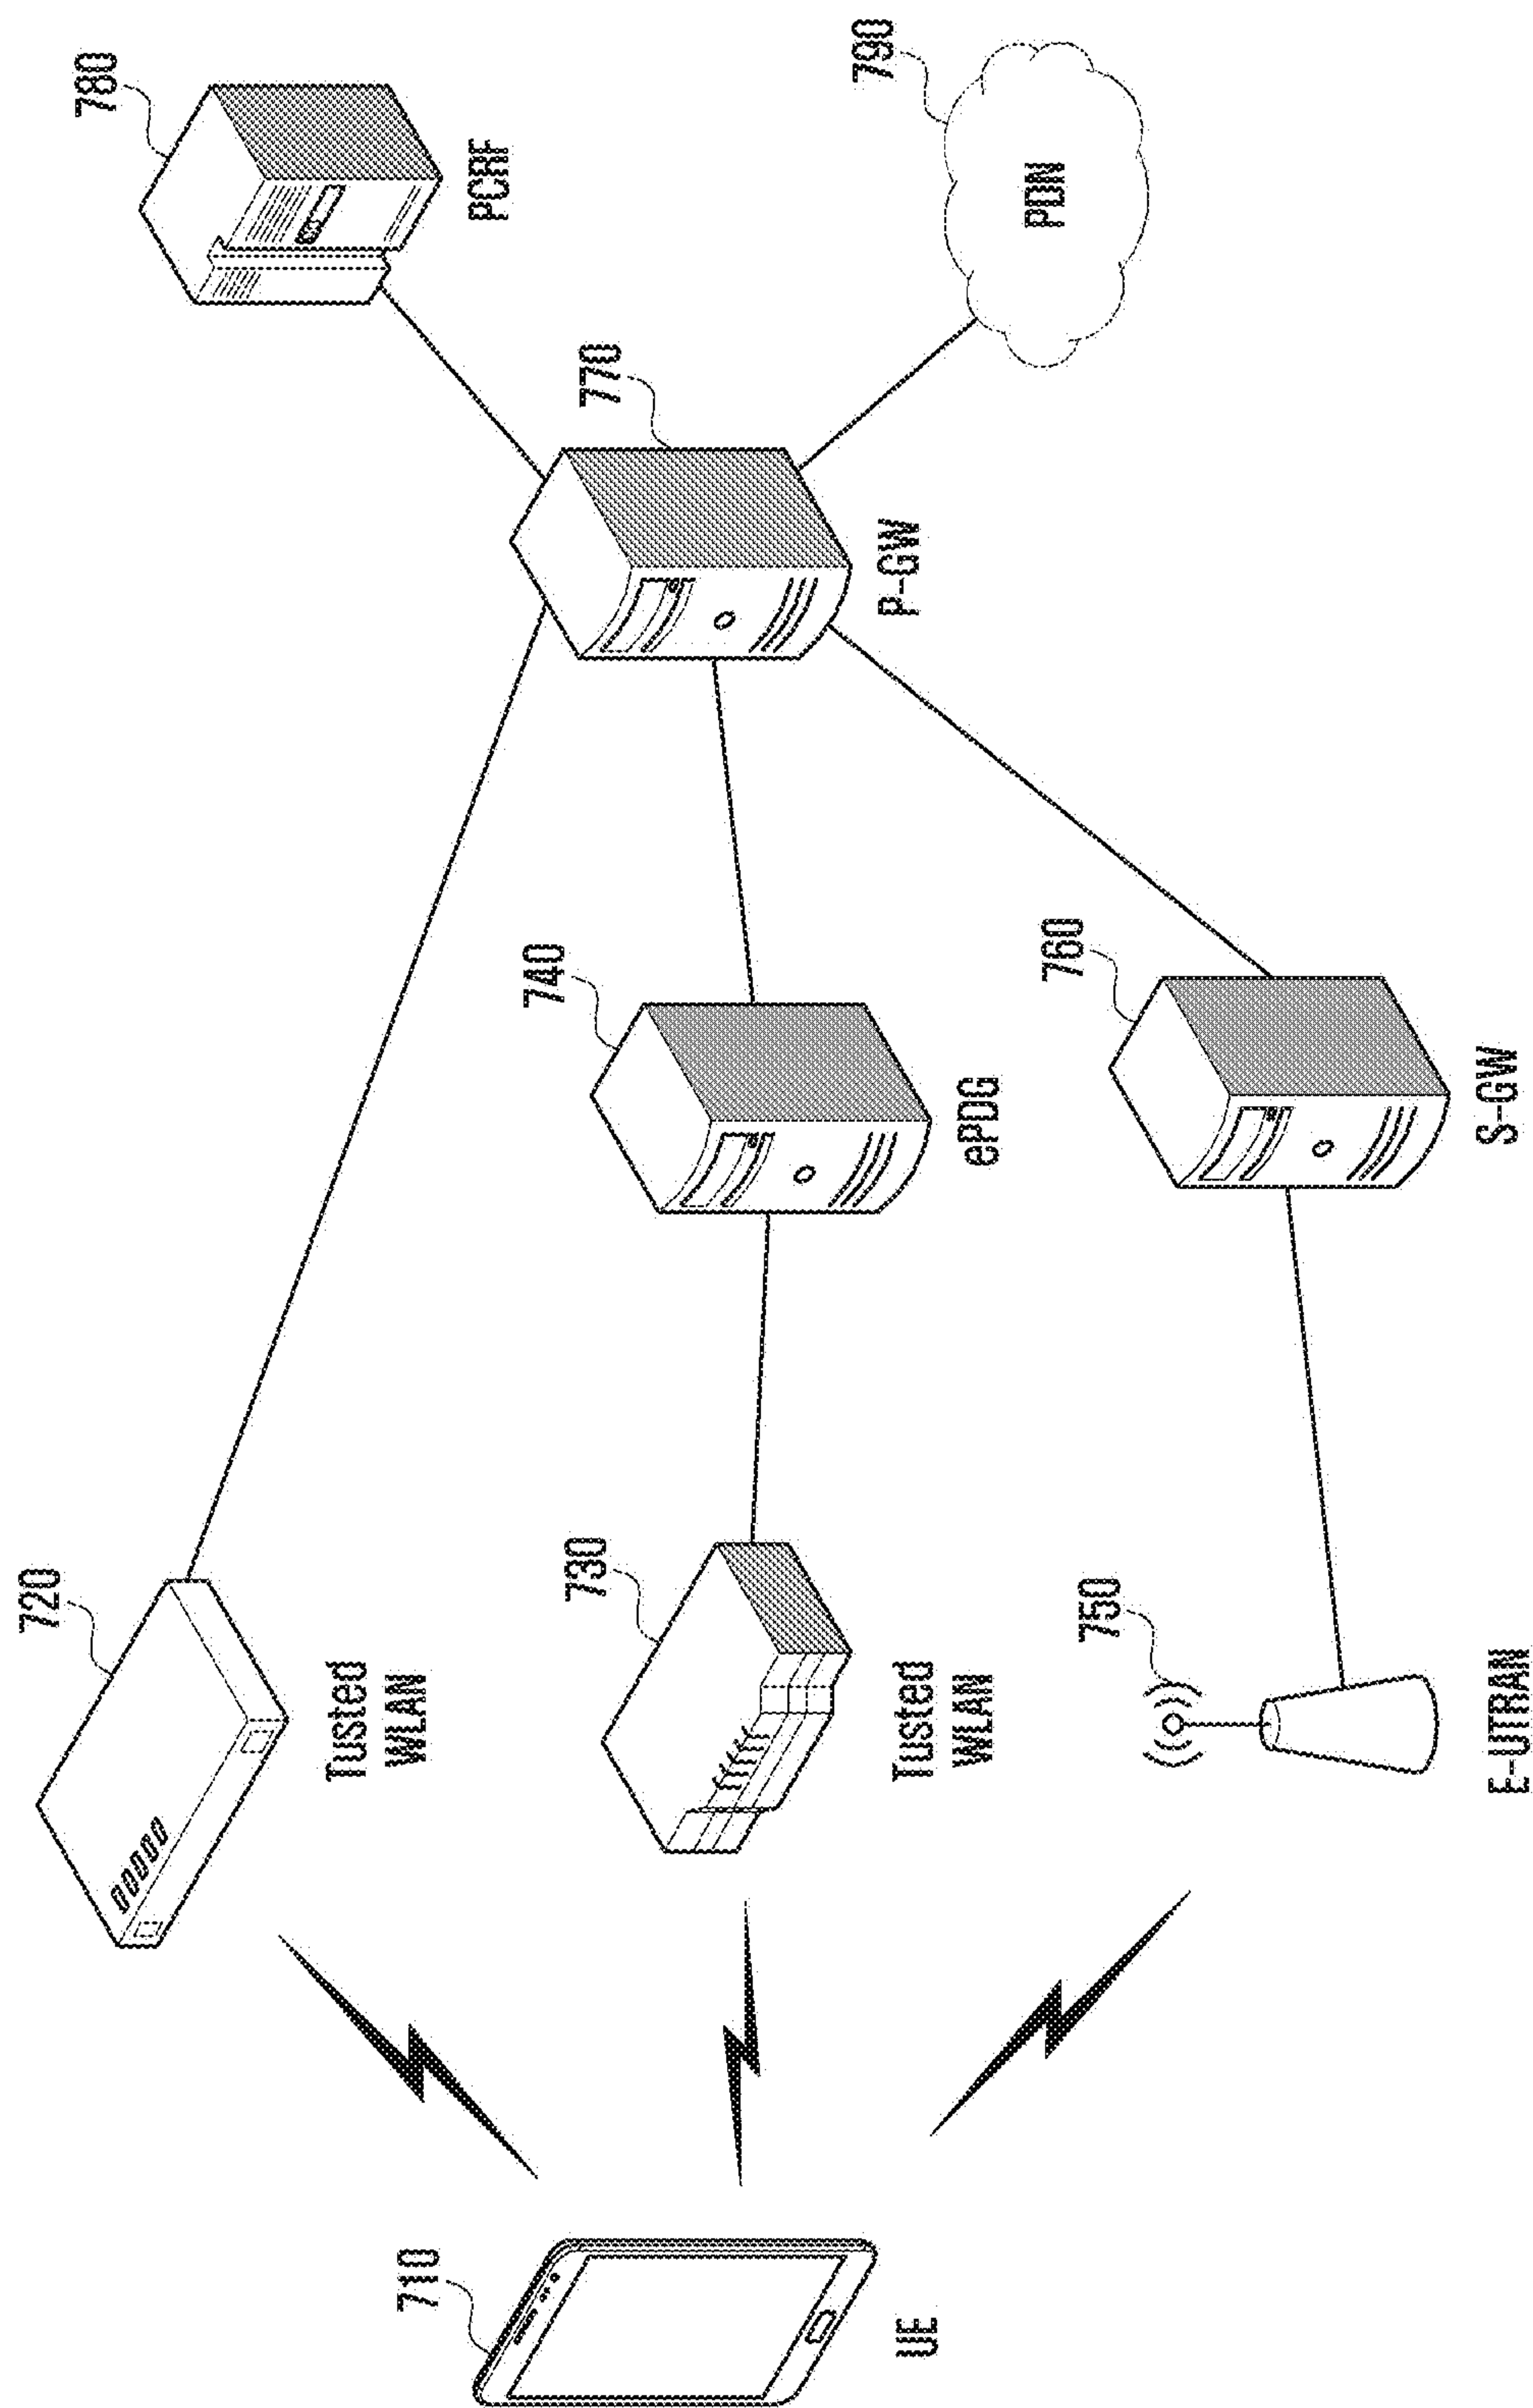 720
Tusted
WLAN
780
PCRF
710
UE
730
Tusted
WLAN
740
ePDG
770
P-GW
790
PDN
750
E-UTRAN
760
S-GW